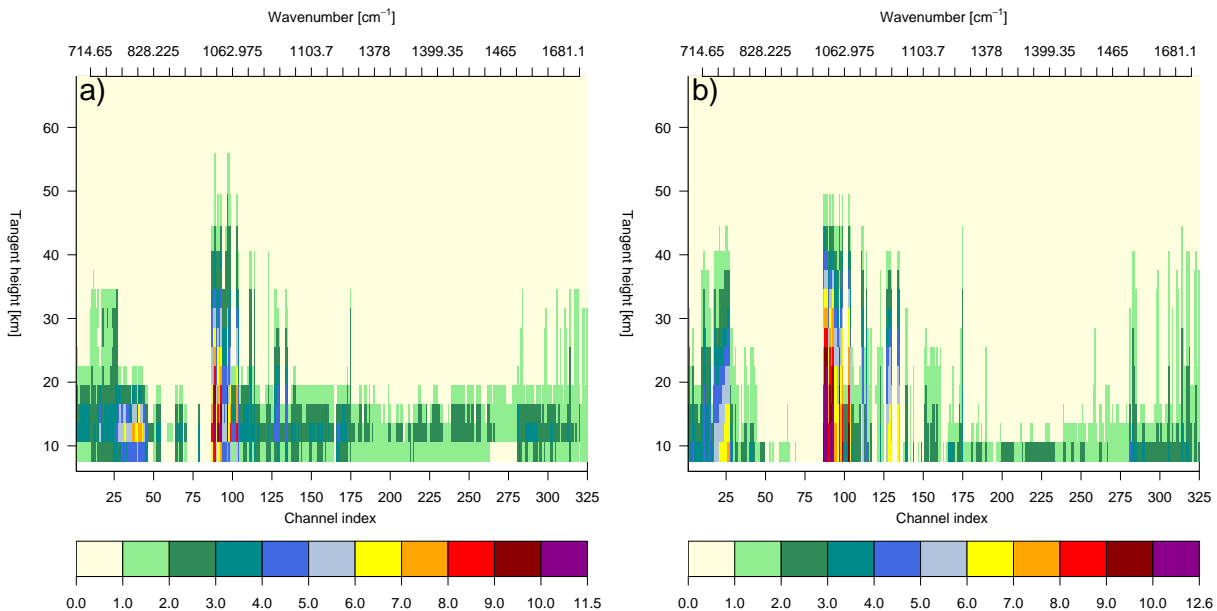 Wavenumber [cm⁻¹]
714.65 828.225 1062.975 1103.7 1378 1399.35 1465 1681.1
a)
60
50
40
30
20
10
Tangent height [km]
25 50 75 100 125 150 175 200 225 250 275 300 325
Channel index
0.0 1.0 2.0 3.0 4.0 5.0 6.0 7.0 8.0 9.0 10.0 11.5
Wavenumber [cm⁻¹]
714.65 828.225 1062.975 1103.7 1378 1399.35 1465 1681.1
b)
60
50
40
30
20
10
Tangent height [km]
25 50 75 100 125 150 175 200 225 250 275 300 325
Channel index
0.0 1.0 2.0 3.0 4.0 5.0 6.0 7.0 8.0 9.0 10.0 12.6